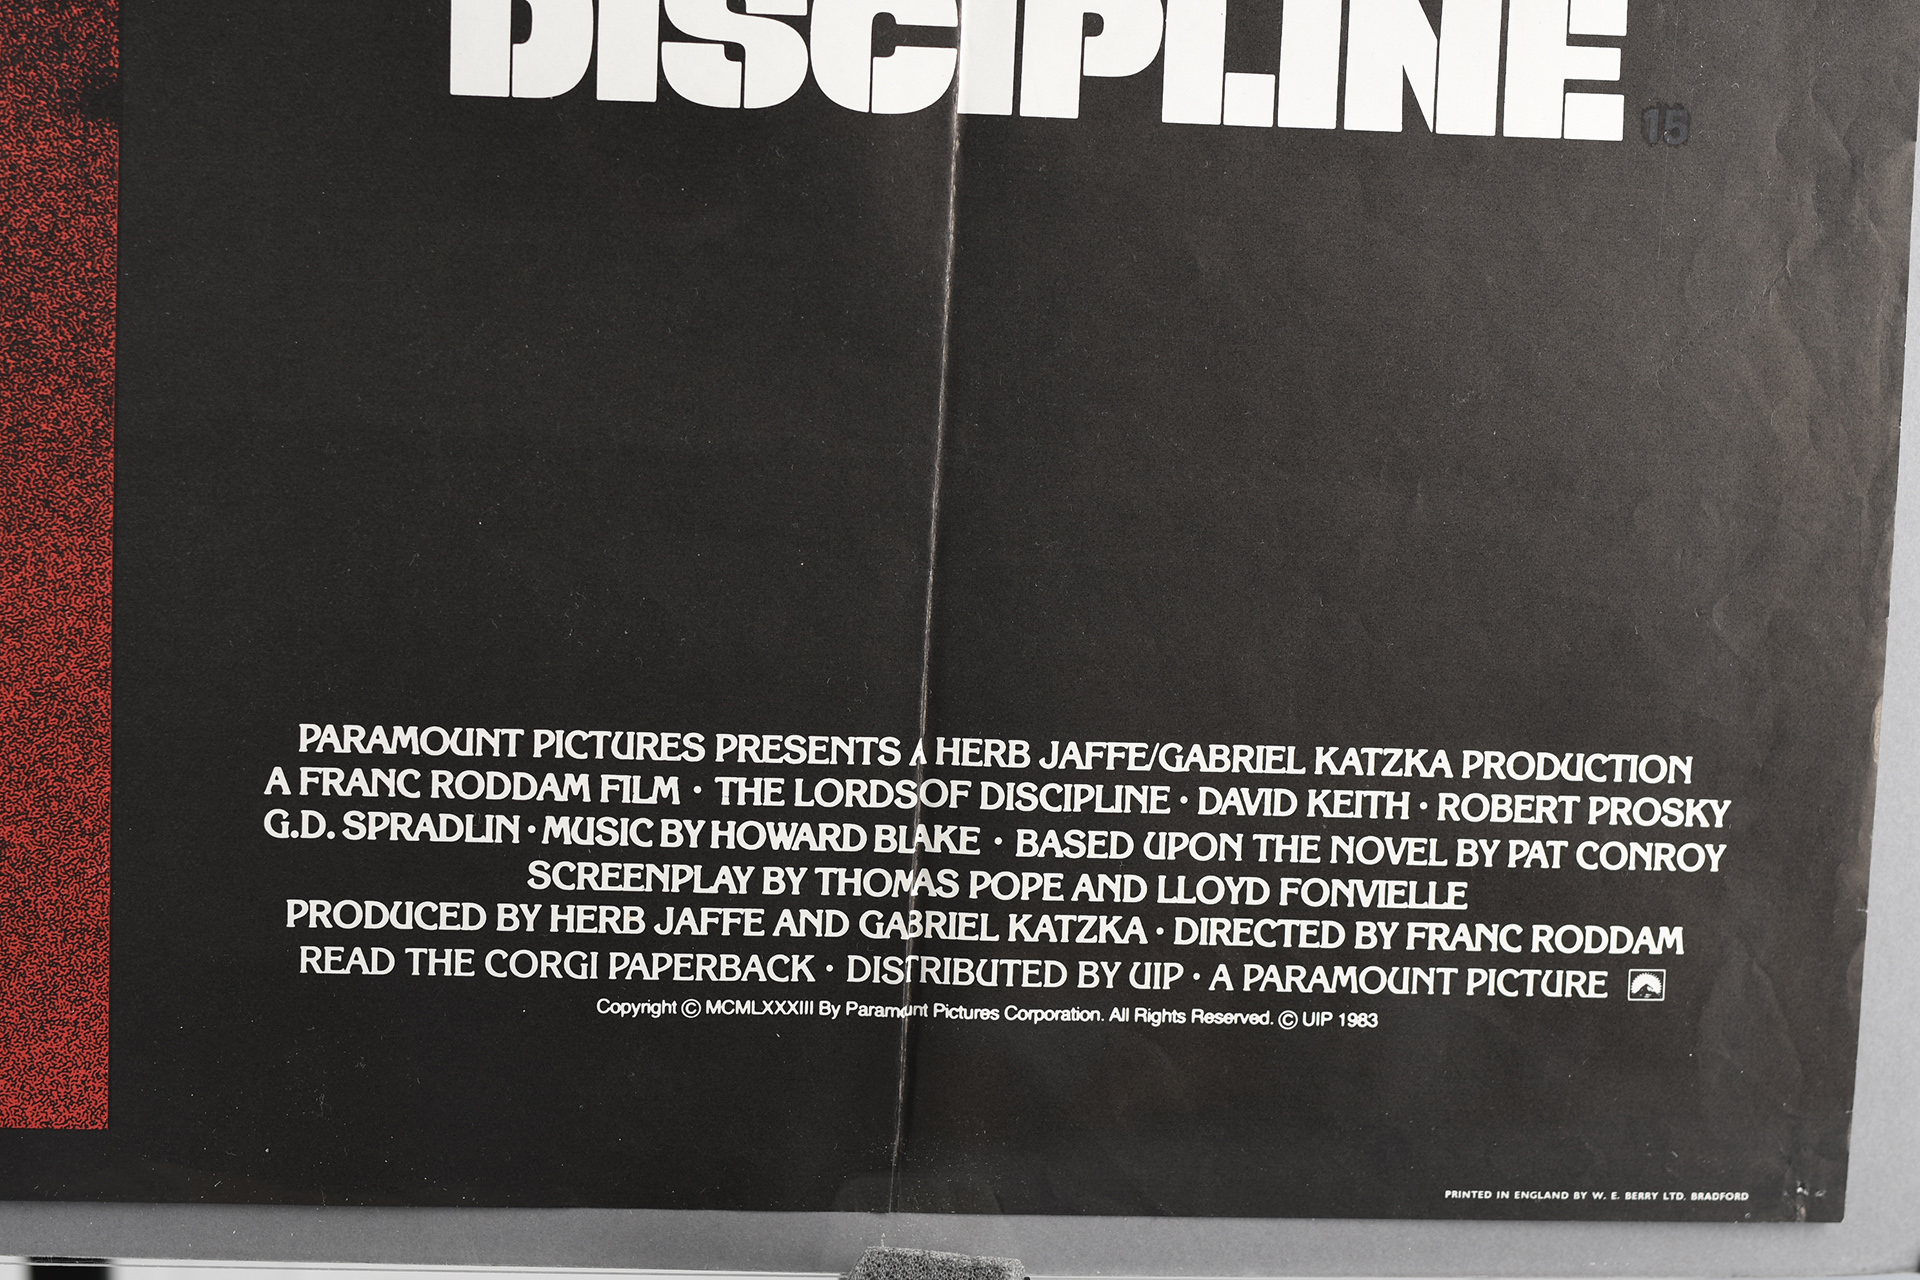 DISCIPLINE
15
PARAMOUNT PICTURES PRESENTS A HERB JAFFE/GABRIEL KATZKA PRODUCTION
A FRANC RODDAM FILM · THE LORDS OF DISCIPLINE · DAVID KEITH · ROBERT PROSKY
G.D. SPRADLIN · MUSIC BY HOWARD BLAKE · BASED UPON THE NOVEL BY PAT CONROY
SCREENPLAY BY THOMAS POPE AND LLOYD FONVIELLE
PRODUCED BY HERB JAFFE AND GABRIEL KATZKA · DIRECTED BY FRANC RODDAM
READ THE CORGI PAPERBACK · DISTRIBUTED BY UIP · A PARAMOUNT PICTURE
Copyright © MCMLXXXIII By Paramount Pictures Corporation. All Rights Reserved. © UIP 1983
PRINTED IN ENGLAND BY W. E. BERRY LTD. BRADFORD